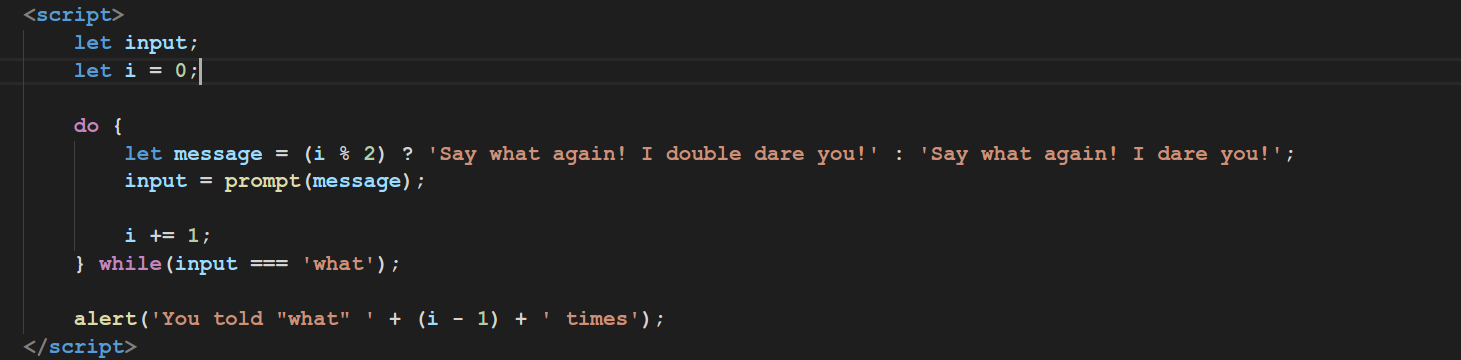 <script>
let input;
let i = 0;
do {
let message = (i % 2) ? 'Say what again! I double dare you!' : 'Say what again! I dare you!';
input = prompt(message);
i += 1;
} while(input === 'what');
alert('You told "what" ' + (i - 1) + ' times');
</script>